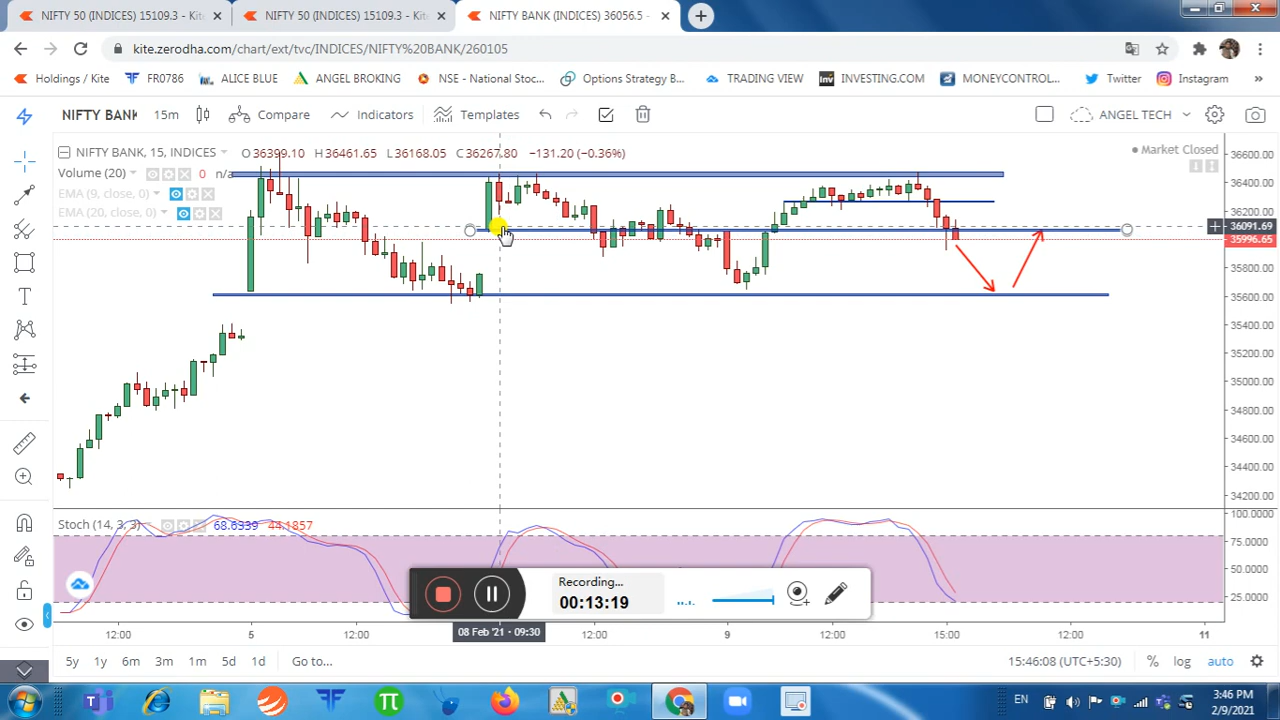 NIFTY 50 (INDICES) 15109.3 - Kit
NIFTY 50 (INDICES) 15109.3 - Kit
NIFTY BANK (INDICES) 36056.5 -
kite.zerodha.com/chart/ext/tvc/INDICES/NIFTY%20BANK/260105
Holdings / Kite
FR0786
ALICE BLUE
ANGEL BROKING
NSE - National Stoc...
Options Strategy B...
TRADING VIEW
INVESTING.COM
MONEYCONTROL...
Twitter
Instagram
»
NIFTY BANK
15m
Compare
Indicators
Templates
ANGEL TECH
NIFTY BANK, 15, INDICES
O36399.10 H36461.65 L36168.05 C36267.80 -131.20 (-0.36%)
Market Closed
Volume (20) 0 n/a
EMA (9, close, 0)
EMA (20, close, 0)
36600.00
36400.00
36200.00
36091.69
35996.65
35800.00
35600.00
35400.00
35200.00
35000.00
34800.00
34600.00
34400.00
34200.00
Stoch (14, 3, 3) 68.6339 44.1857
100.0000
75.0000
50.0000
25.0000
Recording...
00:13:19
12:00
5
12:00
08 Feb '21 - 09:30
12:00
9
12:00
15:00
12:00
11
5y 1y 6m 3m 1m 5d 1d Go to...
15:46:08 (UTC+5:30) % log auto
EN
3:46 PM
2/9/2021